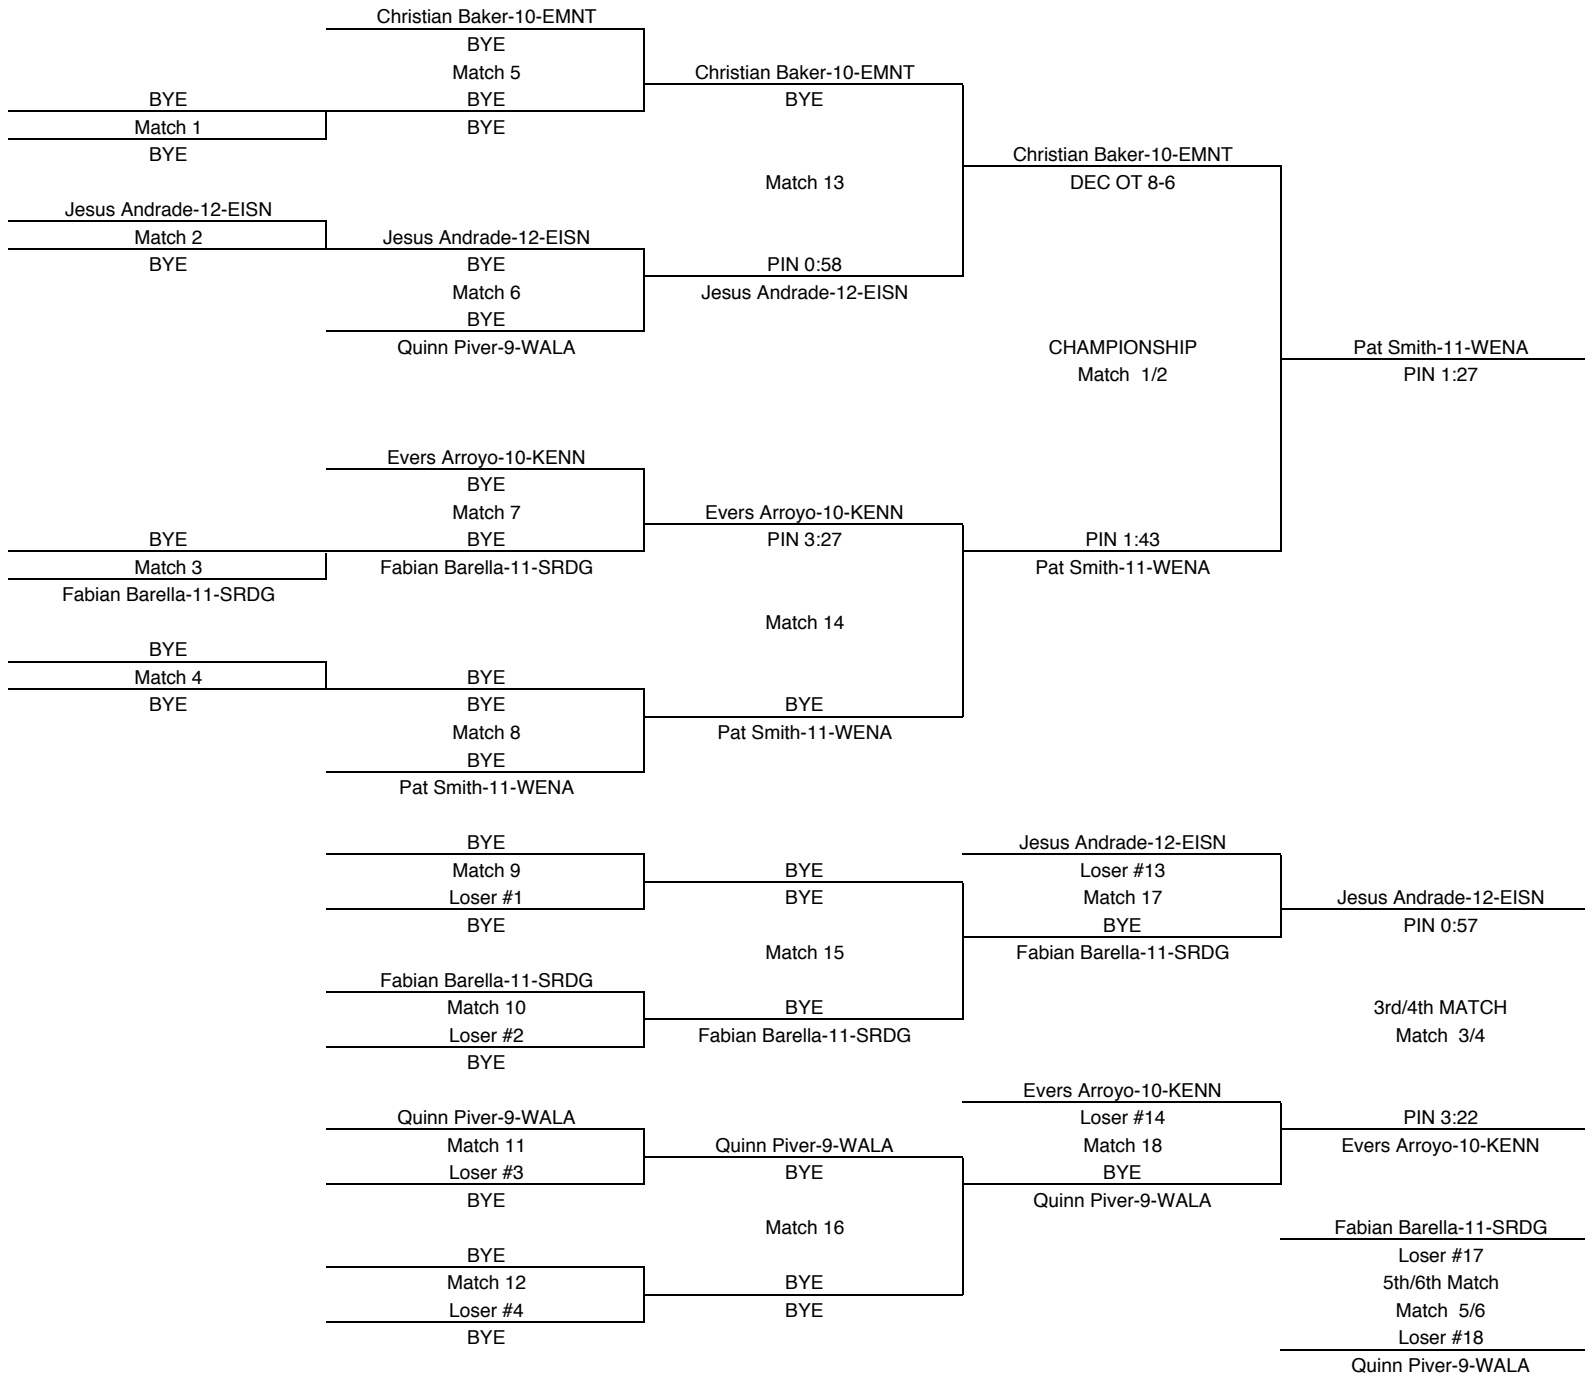 Christian Baker-10-EMNT
BYE
Match 5
Christian Baker-10-EMNT
BYE
BYE
BYE
Match 1
BYE
BYE
Christian Baker-10-EMNT
Match 13
DEC OT 8-6
Jesus Andrade-12-EISN
Match 2
Jesus Andrade-12-EISN
BYE
BYE
PIN 0:58
Match 6
Jesus Andrade-12-EISN
BYE
Quinn Piver-9-WALA
CHAMPIONSHIP
Pat Smith-11-WENA
Match 1/2
PIN 1:27
Evers Arroyo-10-KENN
BYE
Match 7
Evers Arroyo-10-KENN
BYE
BYE
PIN 3:27
PIN 1:43
Match 3
Fabian Barella-11-SRDG
Pat Smith-11-WENA
Fabian Barella-11-SRDG
Match 14
BYE
Match 4
BYE
BYE
BYE
BYE
Match 8
Pat Smith-11-WENA
BYE
Pat Smith-11-WENA
BYE
Jesus Andrade-12-EISN
Match 9
BYE
Loser #13
Loser #1
BYE
Match 17
Jesus Andrade-12-EISN
BYE
BYE
PIN 0:57
Match 15
Fabian Barella-11-SRDG
Fabian Barella-11-SRDG
Match 10
BYE
3rd/4th MATCH
Loser #2
Fabian Barella-11-SRDG
Match 3/4
BYE
Evers Arroyo-10-KENN
Quinn Piver-9-WALA
Loser #14
PIN 3:22
Match 11
Quinn Piver-9-WALA
Match 18
Evers Arroyo-10-KENN
Loser #3
BYE
BYE
BYE
Quinn Piver-9-WALA
Match 16
Fabian Barella-11-SRDG
BYE
Loser #17
Match 12
BYE
5th/6th Match
Loser #4
BYE
Match 5/6
BYE
Loser #18
Quinn Piver-9-WALA